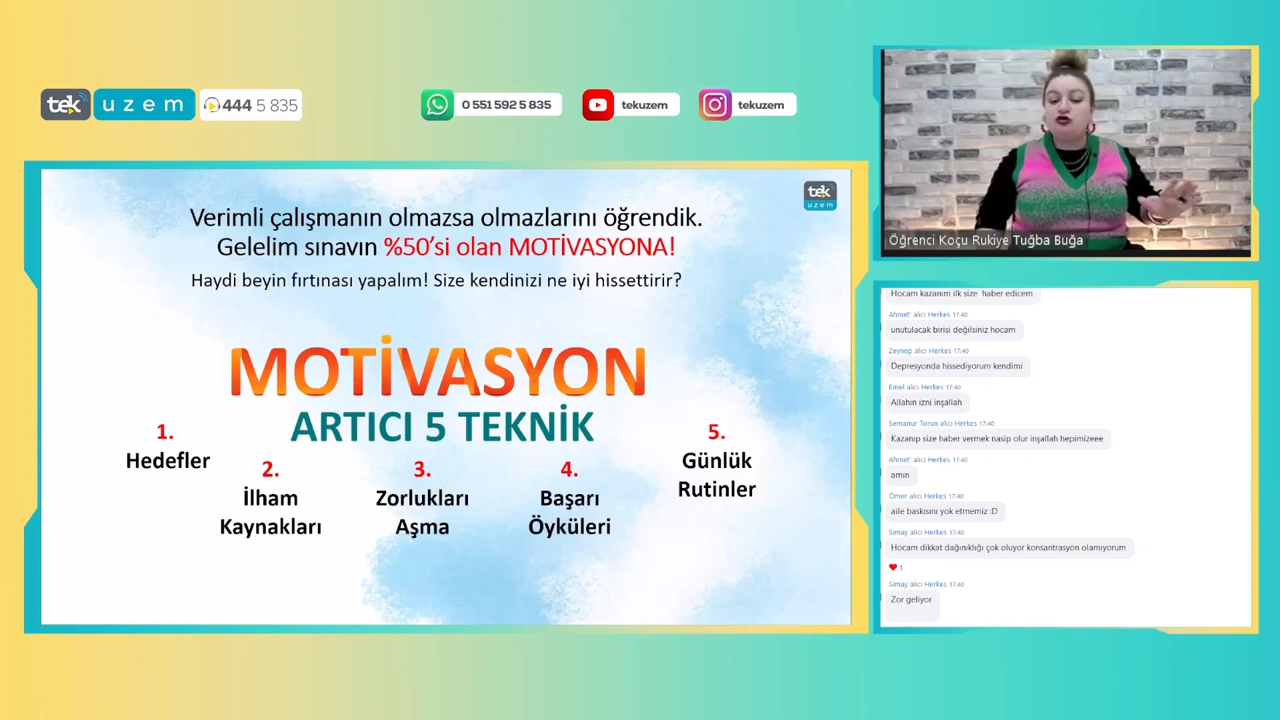 tek uzem 444 5 835
0 551 592 5 835
tekuzem
tekuzem
tek
uzem
Verimli çalışmanın olmazsa olmazlarını öğrendik.
Gelelim sınavın %50’si olan MOTİVASYONA!
Haydi beyin fırtınası yapalım! Size kendinizi ne iyi hissettirir?
MOTİVASYON
ARTICI 5 TEKNİK
1.
Hedefler
2.
İlham
Kaynakları
3.
Zorlukları
Aşma
4.
Başarı
Öyküleri
5.
Günlük
Rutinler
Öğrenci Koçu Rukiye Tuğba Buğa
Hocam kazanım ilk size haber edicem
Ahmet' alıcı Herkes 17:40
unutulacak birisi değilsiniz hocam
Zeynep alıcı Herkes 17:40
Depresyonda hissediyorum kendimi
Emel alıcı Herkes 17:40
Allahın izni inşallah
Semanur Torun alıcı Herkes 17:40
Kazanıp size haber vermek nasip olur inşallah hepimizeee
Ahmet' alıcı Herkes 17:40
amin
Ömer alıcı Herkes 17:40
aile baskısını yok etmemiz :D
Simay alıcı Herkes 17:40
Hocam dikkat dağınıklığı çok oluyor konsantrasyon olamıyorum
1
Simay alıcı Herkes 17:40
Zor geliyor